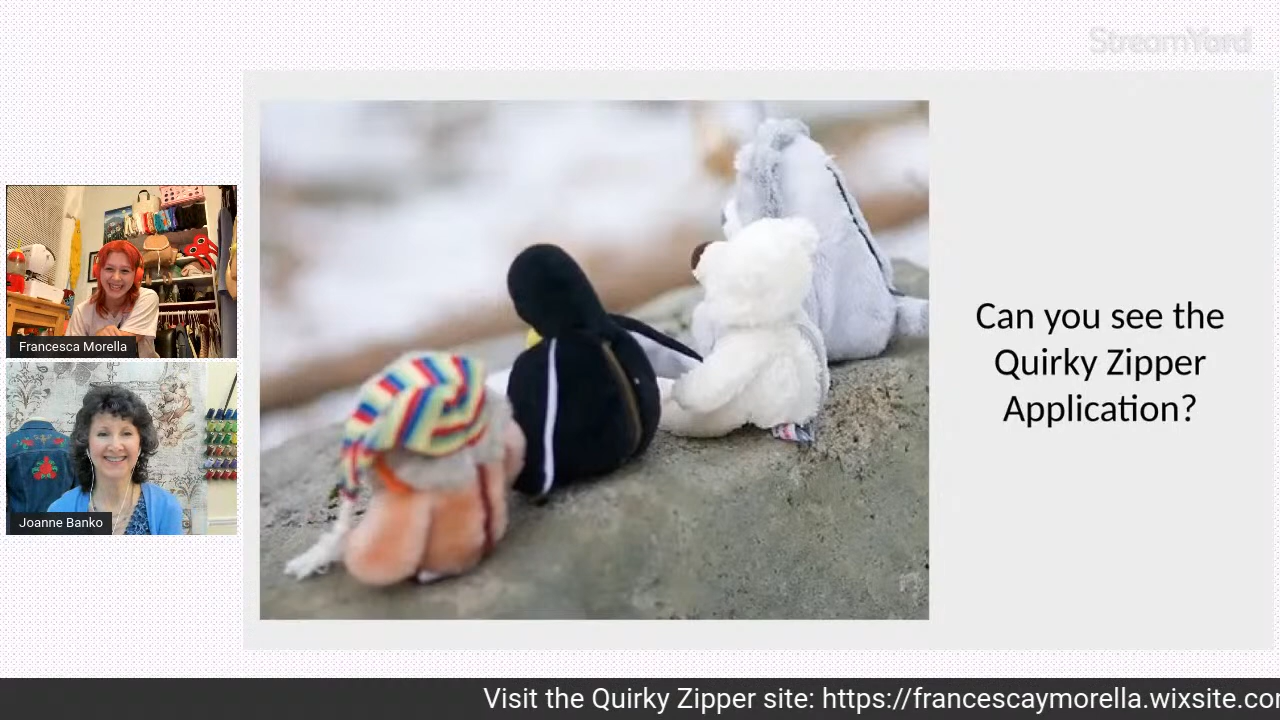 StreamYard
Francesca Morella
Joanne Banko
Can you see the
Quirky Zipper
Application?
Visit the Quirky Zipper site: https://francescaymorella.wixsite.co